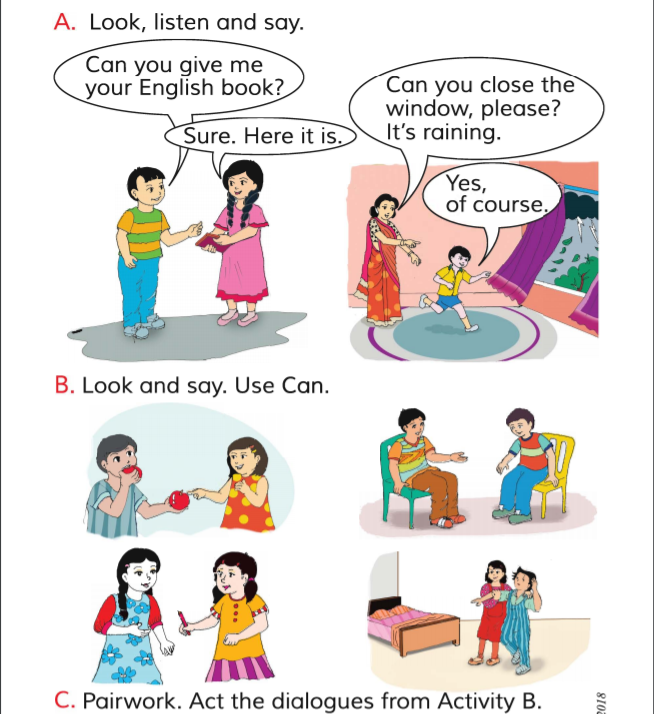 A. Look, listen and say.
Can you give me
your English book?
Sure. Here it is.
Can you close the
window, please?
It's raining.
Yes,
of course.
B. Look and say. Use Can.
C. Pairwork. Act the dialogues from Activity B.
2018